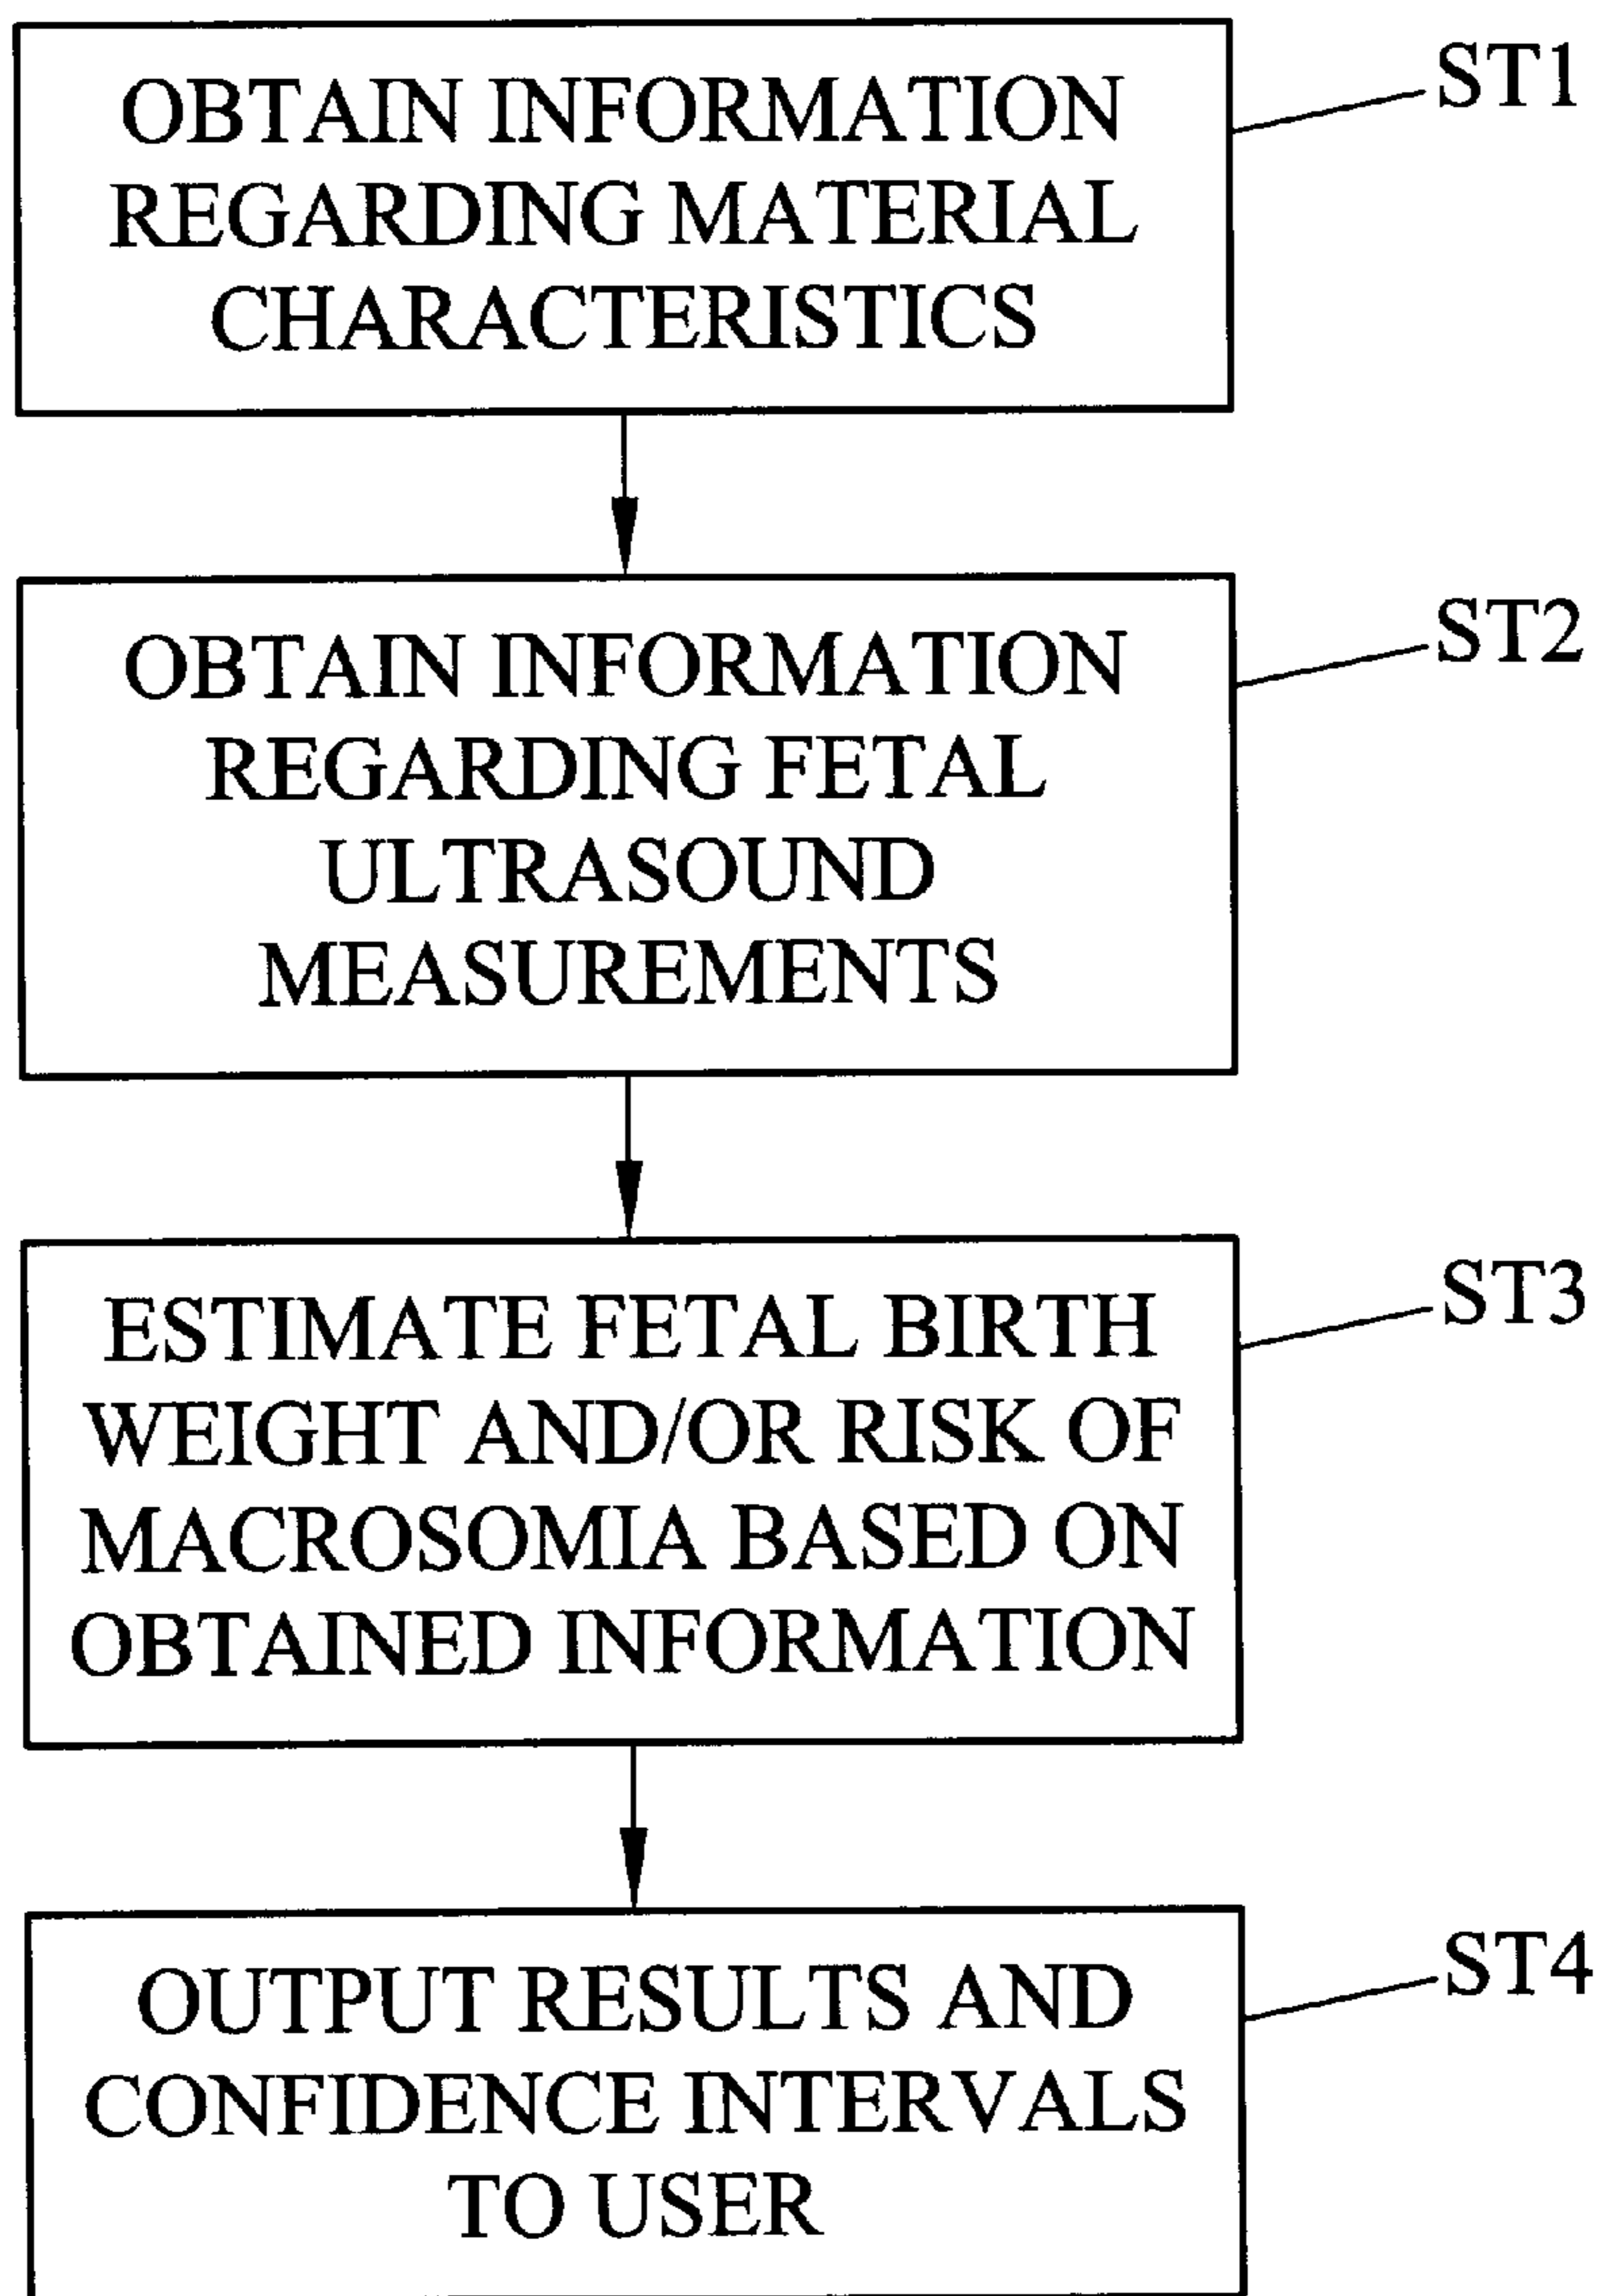 OBTAIN INFORMATION
REGARDING MATERIAL
CHARACTERISTICS
ST1
OBTAIN INFORMATION
REGARDING FETAL
ULTRASOUND
MEASUREMENTS
ST2
ESTIMATE FETAL BIRTH
WEIGHT AND/OR RISK OF
MACROSOMIA BASED ON
OBTAINED INFORMATION
ST3
OUTPUT RESULTS AND
CONFIDENCE INTERVALS
TO USER
ST4